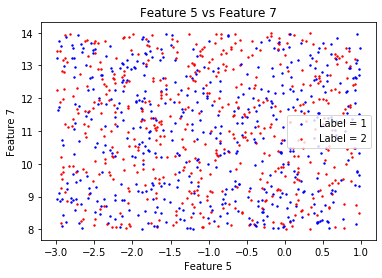 Feature 5 vs Feature 7
14
13
12
11
10
9
8
Feature 7
Label = 1
Label = 2
−3.0 −2.5 −2.0 −1.5 −1.0 −0.5 0.0 0.5 1.0
Feature 5